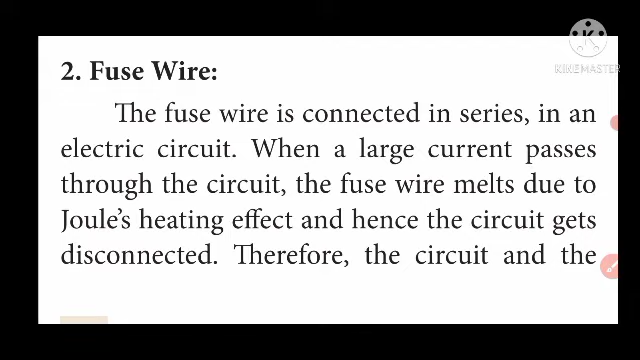 KINEMASTER
2. Fuse Wire:
The fuse wire is connected in series, in an
electric circuit. When a large current passes
through the circuit, the fuse wire melts due to
Joule's heating effect and hence the circuit gets
disconnected. Therefore, the circuit and the